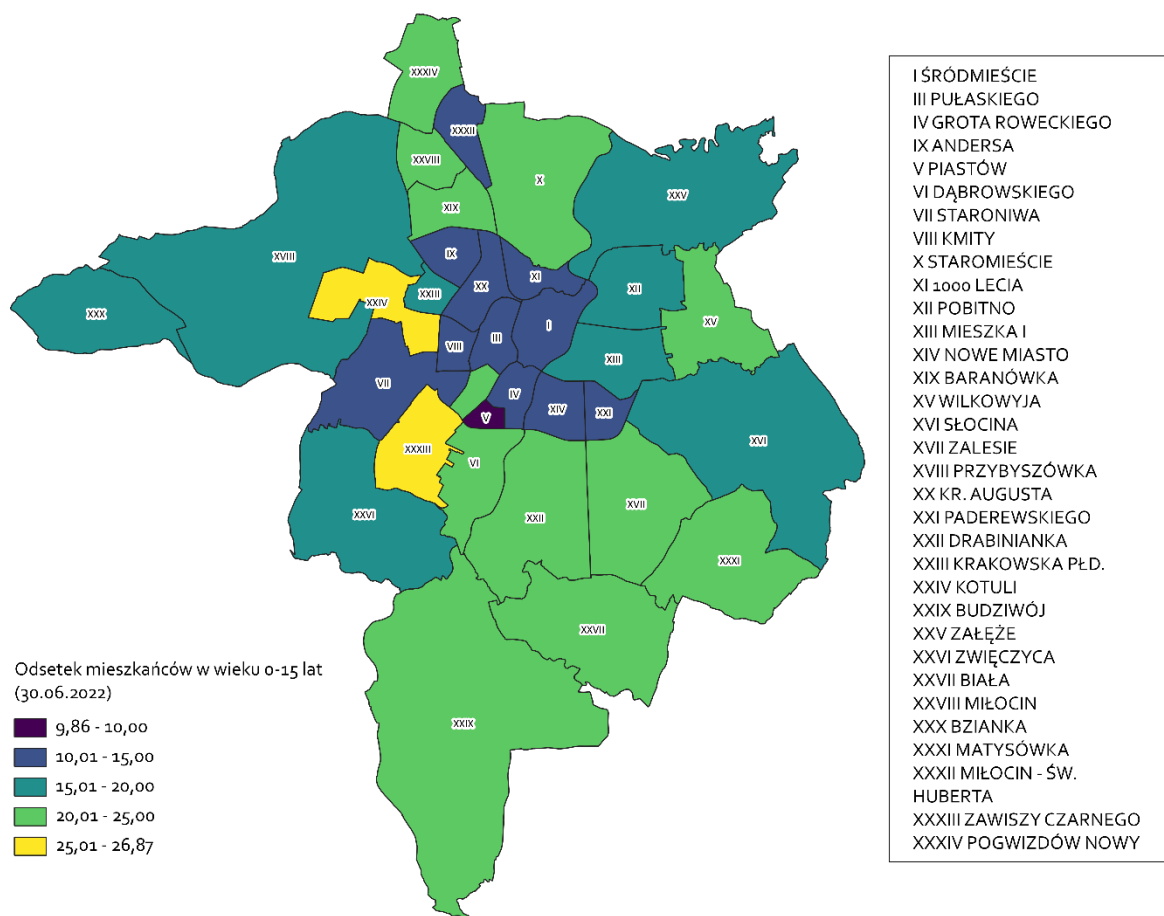 XXXIV
XXXII
XXVIII
X
XXV
XIX
IX
XVIII
XI
XX
XII
XXIV
XXIII
XXX
XV
I
III
VIII
XIII
VII
IV
XIV
XXI
V
XVI
XXXIII
VI
XXVI
XXII
XVII
XXXI
XXVII
XXIX
Odsetek mieszkańców w wieku 0-15 lat
(30.06.2022)
9,86 - 10,00
10,01 - 15,00
15,01 - 20,00
20,01 - 25,00
25,01 - 26,87
I ŚRÓDMIEŚCIE
III PUŁASKIEGO
IV GROTA ROWECKIEGO
IX ANDERSA
V PIASTÓW
VI DĄBROWSKIEGO
VII STARONIWA
VIII KMITY
X STAROMIEŚCIE
XI 1000 LECIA
XII POBITNO
XIII MIESZKA I
XIV NOWE MIASTO
XIX BARANÓWKA
XV WILKOWYJA
XVI SŁOCINA
XVII ZALESIE
XVIII PRZYBYSZÓWKA
XX KR. AUGUSTA
XXI PADEREWSKIEGO
XXII DRABINIANKA
XXIII KRAKOWSKA PŁD.
XXIV KOTULI
XXIX BUDZIWÓJ
XXV ZAŁĘŻE
XXVI ZWIĘCZYCA
XXVII BIAŁA
XXVIII MIŁOCIN
XXX BZIANKA
XXXI MATYSÓWKA
XXXII MIŁOCIN - ŚW.
HUBERTA
XXXIII ZAWISZY CZARNEGO
XXXIV POGWIZDÓW NOWY